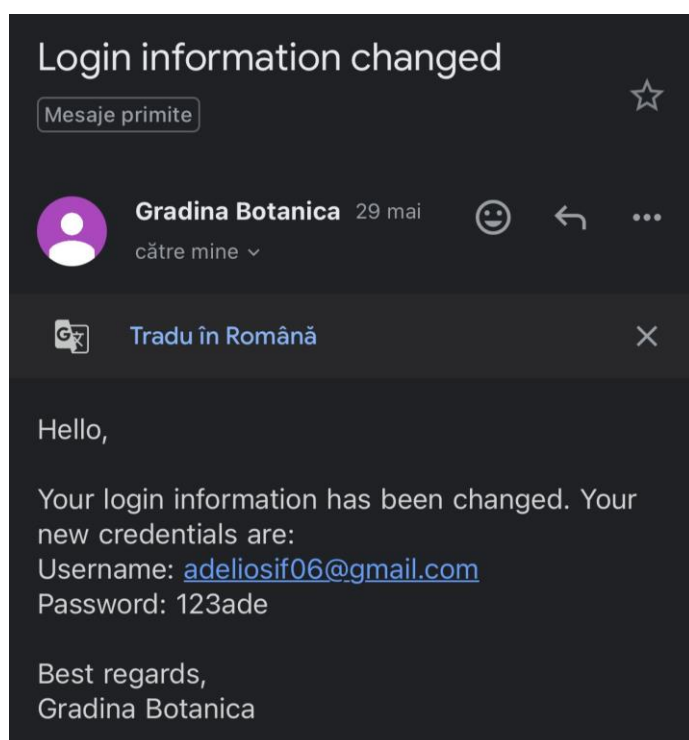 Login information changed
Mesaje primite
Gradina Botanica 29 mai
către mine
Tradu în Română
Hello,
Your login information has been changed. Your
new credentials are:
Username: adeliosif06@gmail.com
Password: 123ade
Best regards,
Gradina Botanica